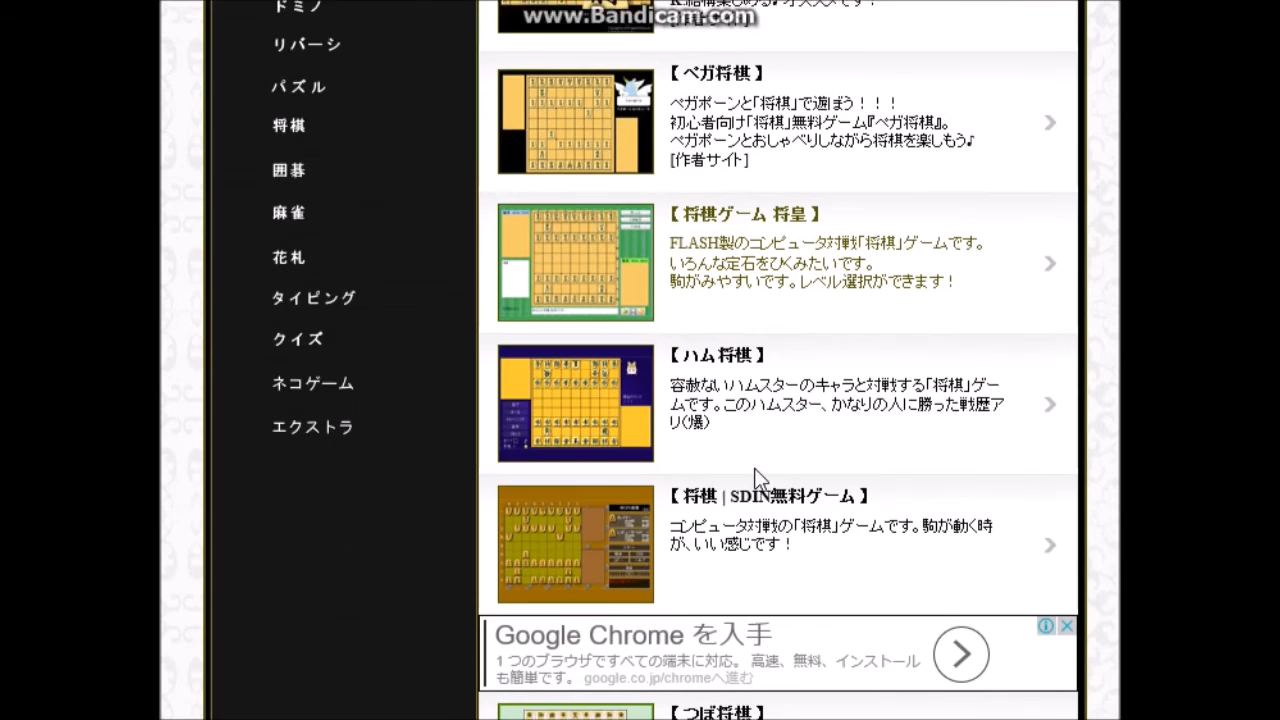 ドミノ
リバーシ
パズル
将棋
囲碁
麻雀
花札
タイピング
クイズ
ネコゲーム
エクストラ
www.Bandicam.com
【 ベガ将棋 】
ベガポーンと｢将棋｣で遊ぼう！！！
初心者向け｢将棋｣無料ゲーム『ベガ将棋』。
ベガポーンとおしゃべりしながら将棋を楽しもう♪
[作者サイト]
【 将棋ゲーム 将皇 】
FLASH製のコンピュータ対戦｢将棋｣ゲームです。
いろんな定石をひくみたいです。
駒がみやすいです。レベル選択ができます！
【 ハム将棋 】
容赦ないハムスターのキャラと対戦する｢将棋｣ゲー
ムです。このハムスター、かなりの人に勝った戦歴ア
リ(爆)
【 将棋 | SDIN無料ゲーム 】
コンピュータ対戦の｢将棋｣ゲームです。駒が動く時
が、いい感じです！
Google Chrome を入手
1 つのブラウザですべての端末に対応。 高速、無料、インストール
も簡単です。 google.co.jp/chromeへ進む
【 つぼ将棋 】